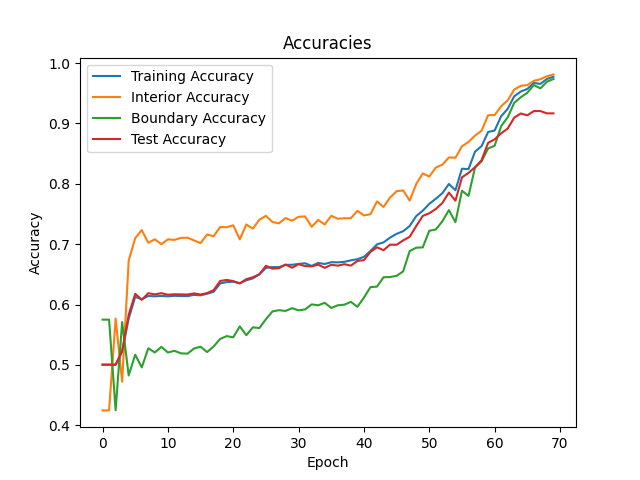 Accuracies
Training Accuracy
Interior Accuracy
Boundary Accuracy
Test Accuracy
1.0
0.9
0.8
0.7
0.6
0.5
0.4
Accuracy
0 10 20 30 40 50 60 70
Epoch